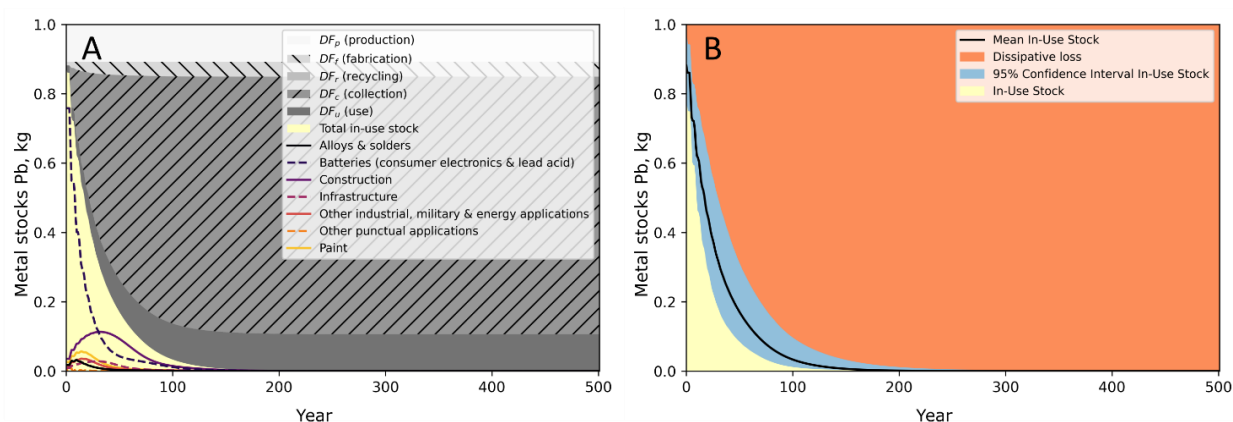 A
1.0
0.8
0.6
0.4
0.2
0.0
Metal stocks Pb, kg
0
100
200
300
400
500
Year
DF_p (production)
DF_f (fabrication)
DF_r (recycling)
DF_c (collection)
DF_u (use)
Total in-use stock
Alloys & solders
Batteries (consumer electronics & lead acid)
Construction
Infrastructure
Other industrial, military & energy applications
Other punctual applications
Paint
B
1.0
0.8
0.6
0.4
0.2
0.0
Metal stocks Pb, kg
0
100
200
300
400
500
Year
Mean In-Use Stock
Dissipative loss
95% Confidence Interval In-Use Stock
In-Use Stock